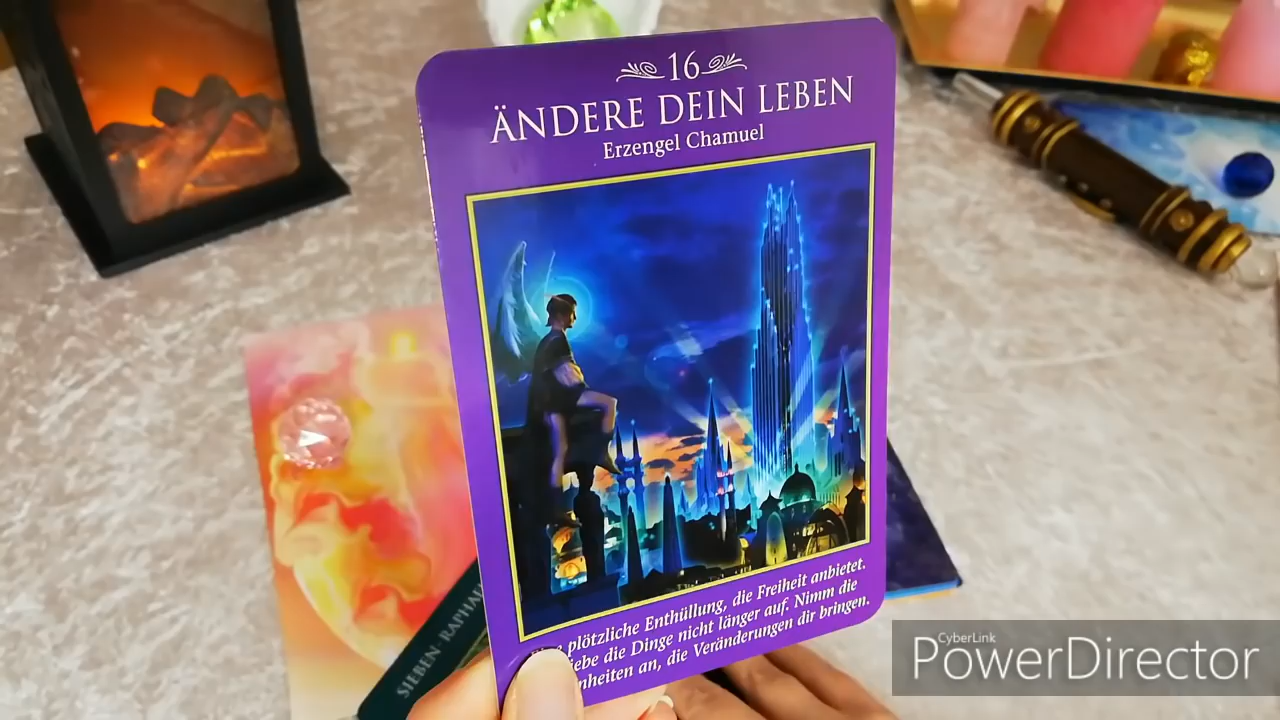 16
ÄNDERE DEIN LEBEN
Erzengel Chamuel
plötzliche Enthüllung, die Freiheit anbietet.
die Dinge nicht länger auf. Nimm die
an, die Veränderungen dir bringen.
SIEBEN · RAPHAEL
CyberLink
PowerDirector